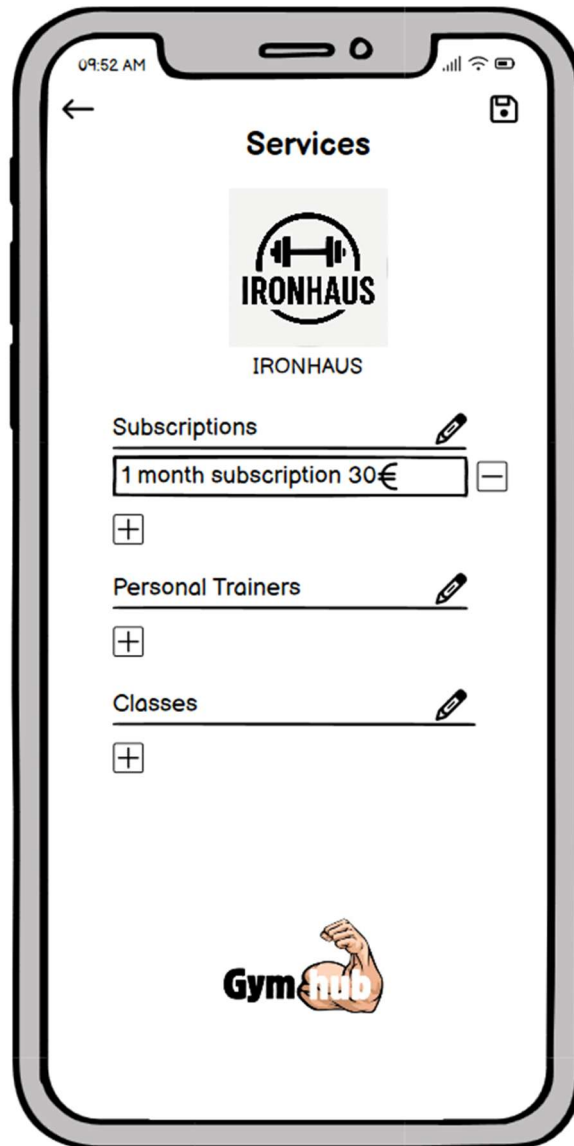 09:52 AM
Services
IRONHAUS
IRONHAUS
Subscriptions
1 month subscription 30€
Personal Trainers
Classes
Gym hub